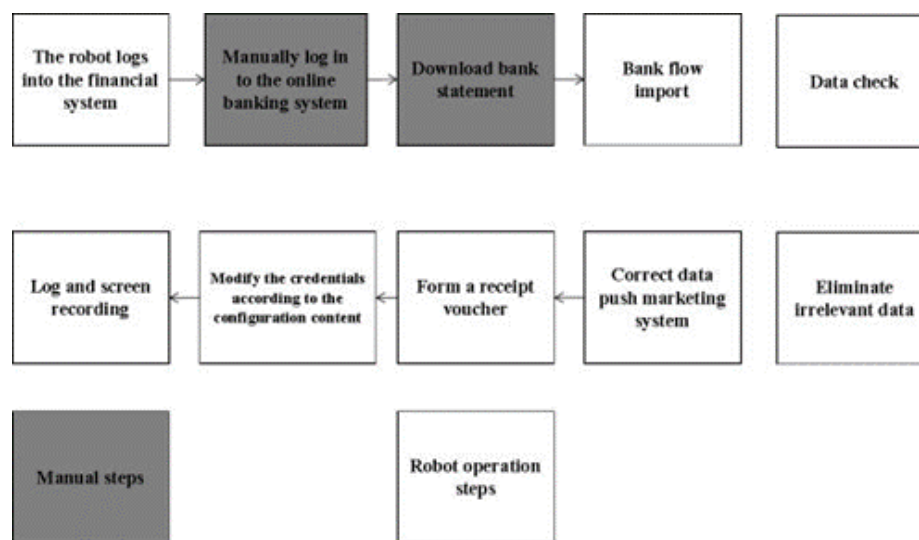 The robot logs
into the financial
system
Manually log in
to the online
banking system
Download bank
statement
Bank flow
import
Data check
Log and screen
recording
Modify the credentials
according to the
configuration content
Form a receipt
voucher
Correct data
push marketing
system
Eliminate
irrelevant data
Manual steps
Robot operation
steps